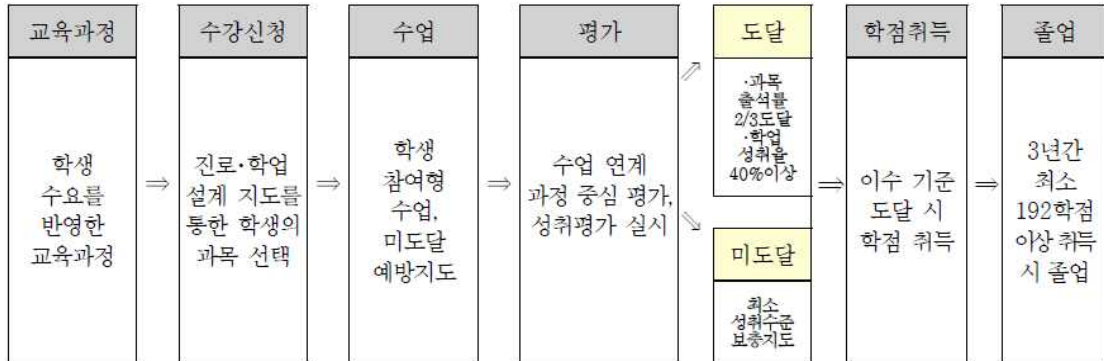 교육과정
학생
수요를
반영한
교육과정
⇒
수강신청
진로·학업
설계 지도를
통한 학생의
과목 선택
⇒
수업
학생
참여형
수업,
미도달
예방지도
⇒
평가
수업 연계
과정 중심 평가,
성취평가 실시
⇗
⇘
도달
·과목
출석률
2/3도달
·학업
성취율
40%이상
미도달
최소
성취수준
보충지도
⇒
학점취득
이수 기준
도달 시
학점 취득
⇒
졸업
3년간
최소
192학점
이상 취득
시 졸업